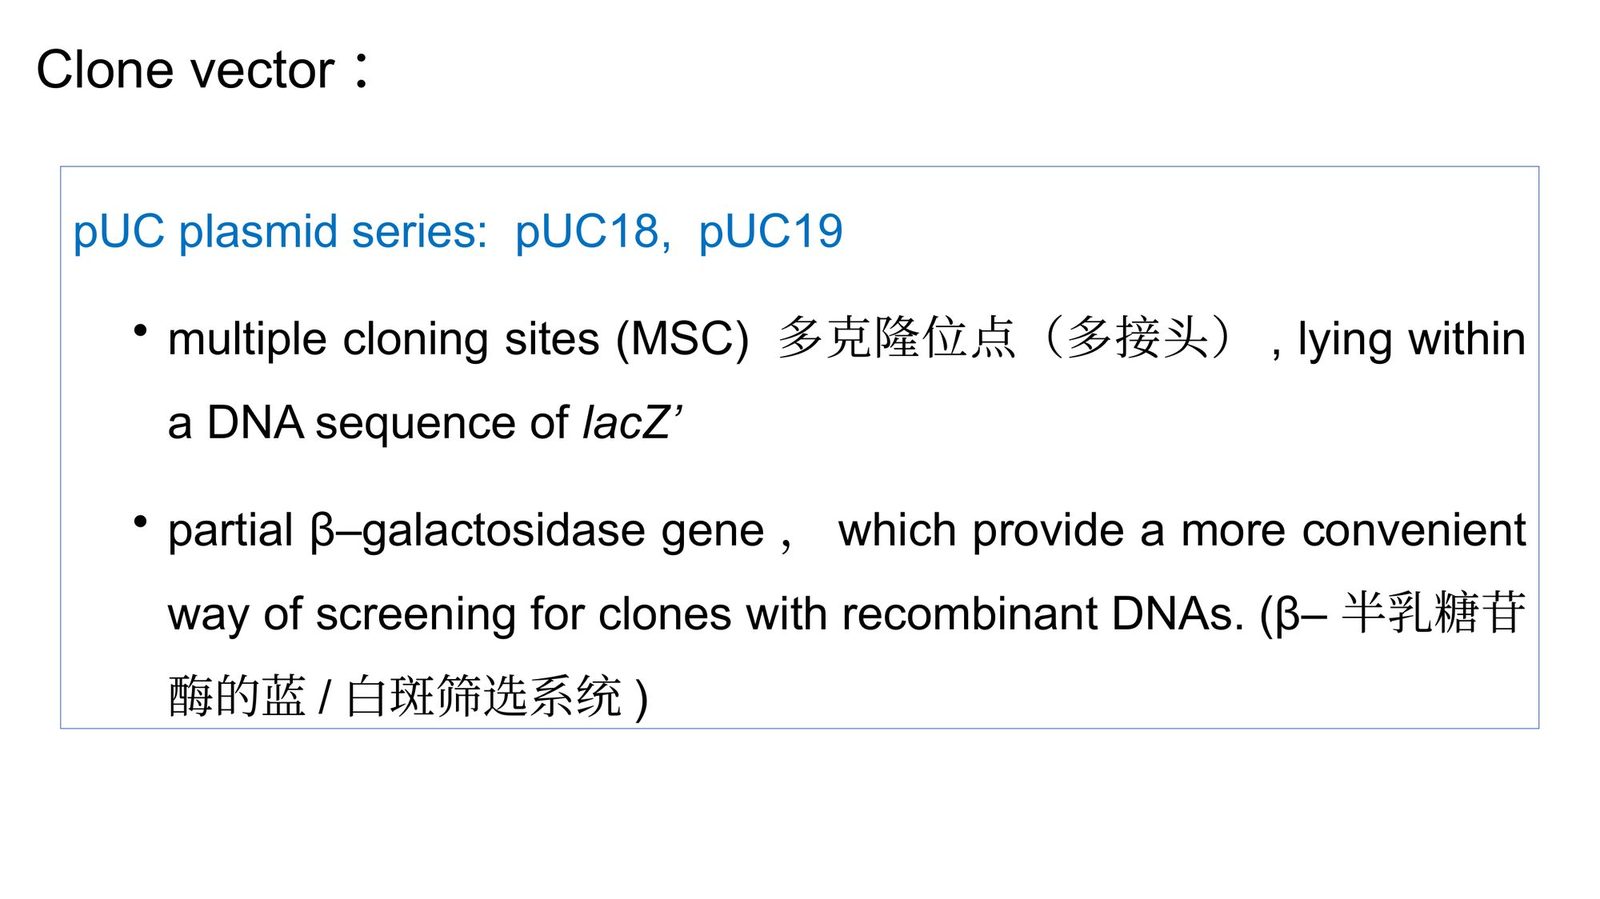 Clone vector：
pUC plasmid series:  pUC18,  pUC19
• multiple cloning sites (MSC) 多克隆位点（多接头）, lying within
a DNA sequence of lacZ’
• partial β–galactosidase gene， which provide a more convenient
way of screening for clones with recombinant DNAs. (β– 半乳糖苷
酶的蓝 / 白斑筛选系统 )